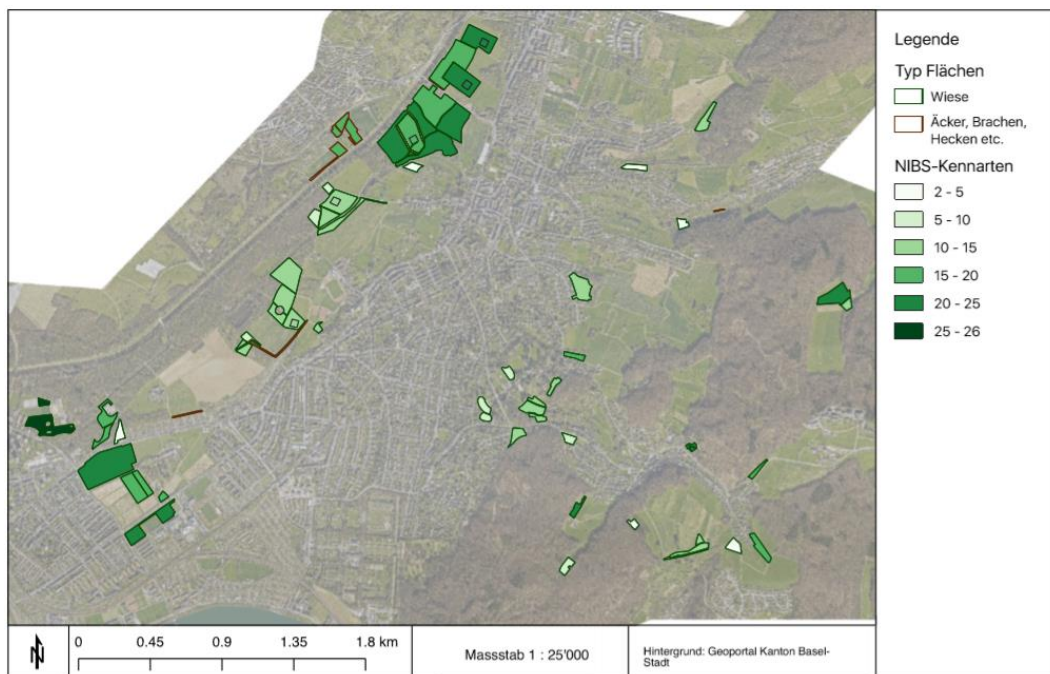 Legende
Typ Flächen
Wiese
Äcker, Brachen,
Hecken etc.
NIBS-Kennarten
2 - 5
5 - 10
10 - 15
15 - 20
20 - 25
25 - 26
N
0 0.45 0.9 1.35 1.8 km
Massstab 1 : 25'000
Hintergrund: Geoportal Kanton Basel-
Stadt